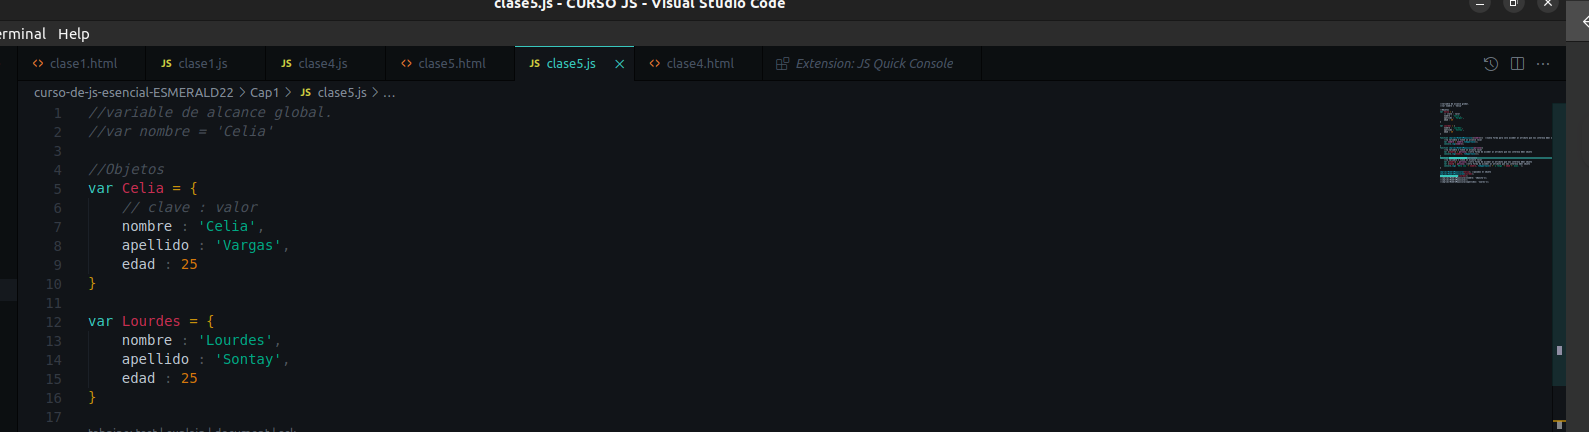 clase5.js - CURSO JS - Visual Studio Code
erminal Help
clase1.html JS clase1.js JS clase4.js clase5.html JS clase5.js clase4.html Extension: JS Quick Console
curso-de-js-esencial-ESMERALD22 > Cap1 > JS clase5.js > ...
1 //variable de alcance global.
2 //var nombre = 'Celia'
3
4 //Objetos
5 var Celia = {
6 // clave : valor
7 nombre : 'Celia',
8 apellido : 'Vargas',
9 edad : 25
10 }
11
12 var Lourdes = {
13 nombre : 'Lourdes',
14 apellido : 'Sontay',
15 edad : 25
16 }
17